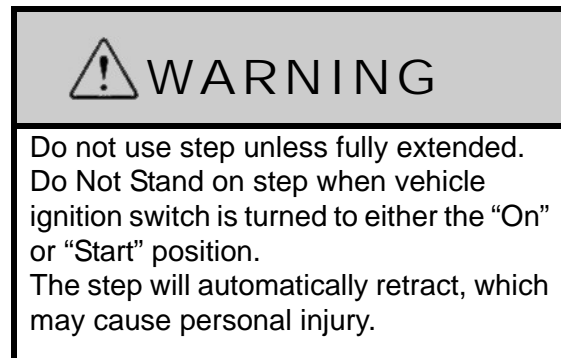 WARNING
Do not use step unless fully extended.
Do Not Stand on step when vehicle
ignition switch is turned to either the “On”
or “Start” position.
The step will automatically retract, which
may cause personal injury.